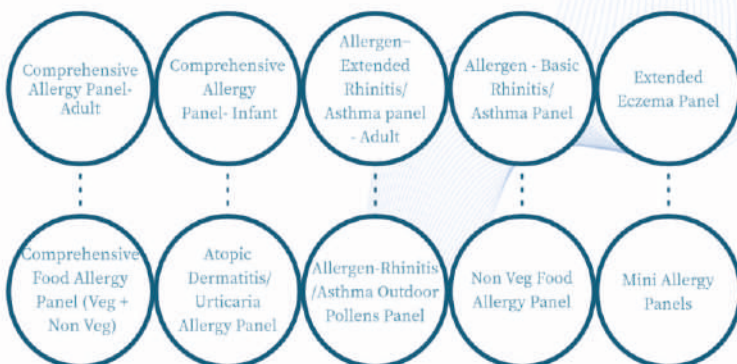 Comprehensive
Allergy Panel-
Adult
Comprehensive
Allergy
Panel- Infant
Allergen–
Extended
Rhinitis/
Asthma panel
- Adult
Allergen - Basic
Rhinitis/
Asthma Panel
Extended
Eczema Panel
Comprehensive
Food Allergy
Panel (Veg +
Non Veg)
Atopic
Dermatitis/
Urticaria
Allergy Panel
Allergen-Rhinitis
/Asthma Outdoor
Pollens Panel
Non Veg Food
Allergy Panel
Mini Allergy
Panels